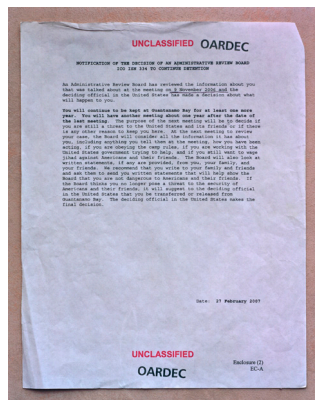 UNCLASSIFIED OARDEC
NOTIFICATION OF THE DECISION OF AN ADMINISTRATIVE REVIEW BOARD
ICO ISN 334 TO CONTINUE DETENTION
An Administrative Review Board has reviewed the information about you
that was talked about at the meeting on 9 November 2006 and the
deciding official in the United States has made a decision about what
will happen to you.
You will continue to be kept at Guantanamo Bay for at least one more
year. You will have another meeting about one year after the date of
the last meeting. The purpose of the next meeting will be to decide if
you are still a threat to the United States and its friends or if there
is any other reason to keep you here. At the next meeting to review
your case, the Board will consider all the information it has about
you, including anything you tell them at the meeting, how you have been
acting, if you are obeying the camp rules, if you are working with the
United States government trying to help, and if you still want to wage
jihad against Americans and their friends. The Board will also look at
written statements, if any are provided, from you, your family, and
your friends. We recommend that you write to your family and friends
and ask them to send you written statements that will help show the
Board that you are not dangerous to Americans and their friends. If
the Board thinks you no longer pose a threat to the security of
Americans and their friends, it will suggest to the deciding official
in the United States that you be transferred or released from
Guantanamo Bay. The deciding official in the United States makes the
final decision.
Date: 27 February 2007
UNCLASSIFIED
Enclosure (2)
EC-A
OARDEC